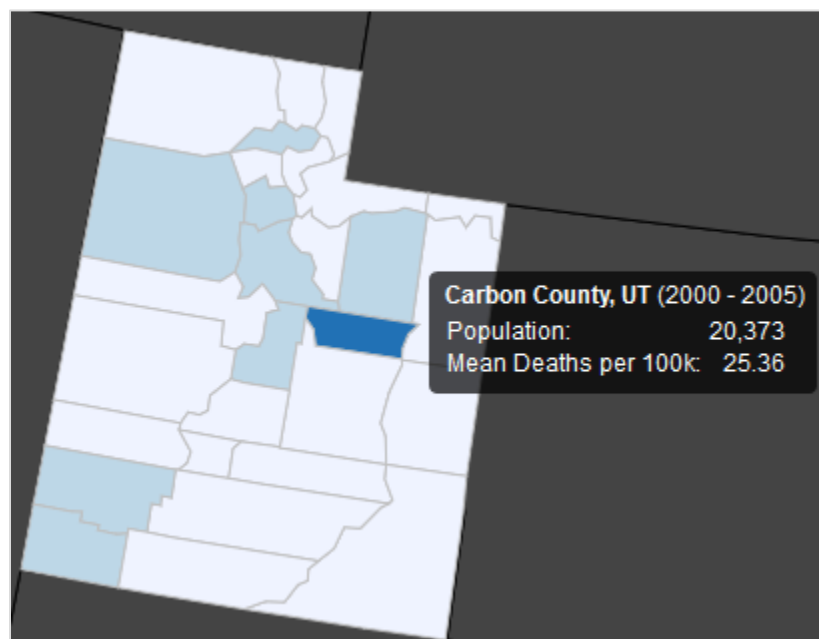 Carbon County, UT (2000 - 2005)
Population: 20,373
Mean Deaths per 100k: 25.36